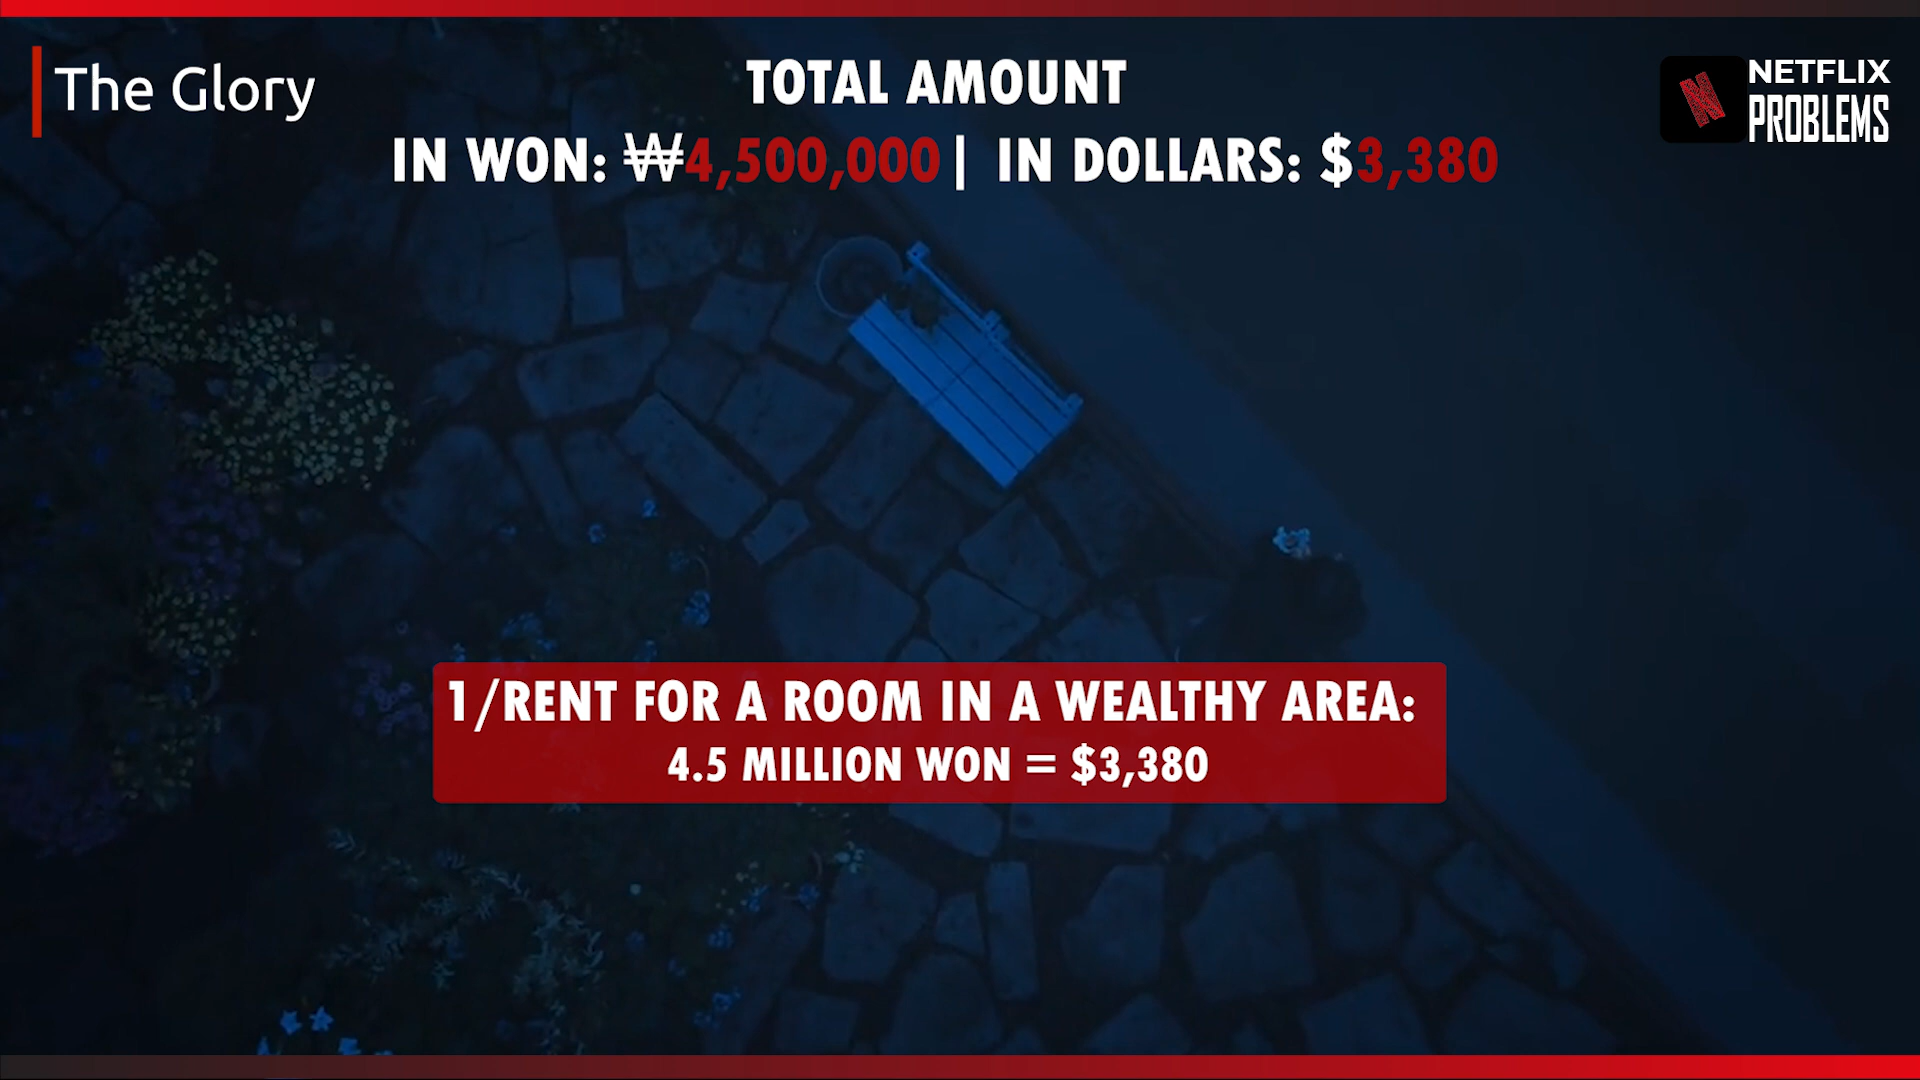 The Glory
TOTAL AMOUNT
IN WON: ₩4,500,000 | IN DOLLARS: $3,380
NETFLIX
PROBLEMS
1/RENT FOR A ROOM IN A WEALTHY AREA:
4.5 MILLION WON = $3,380